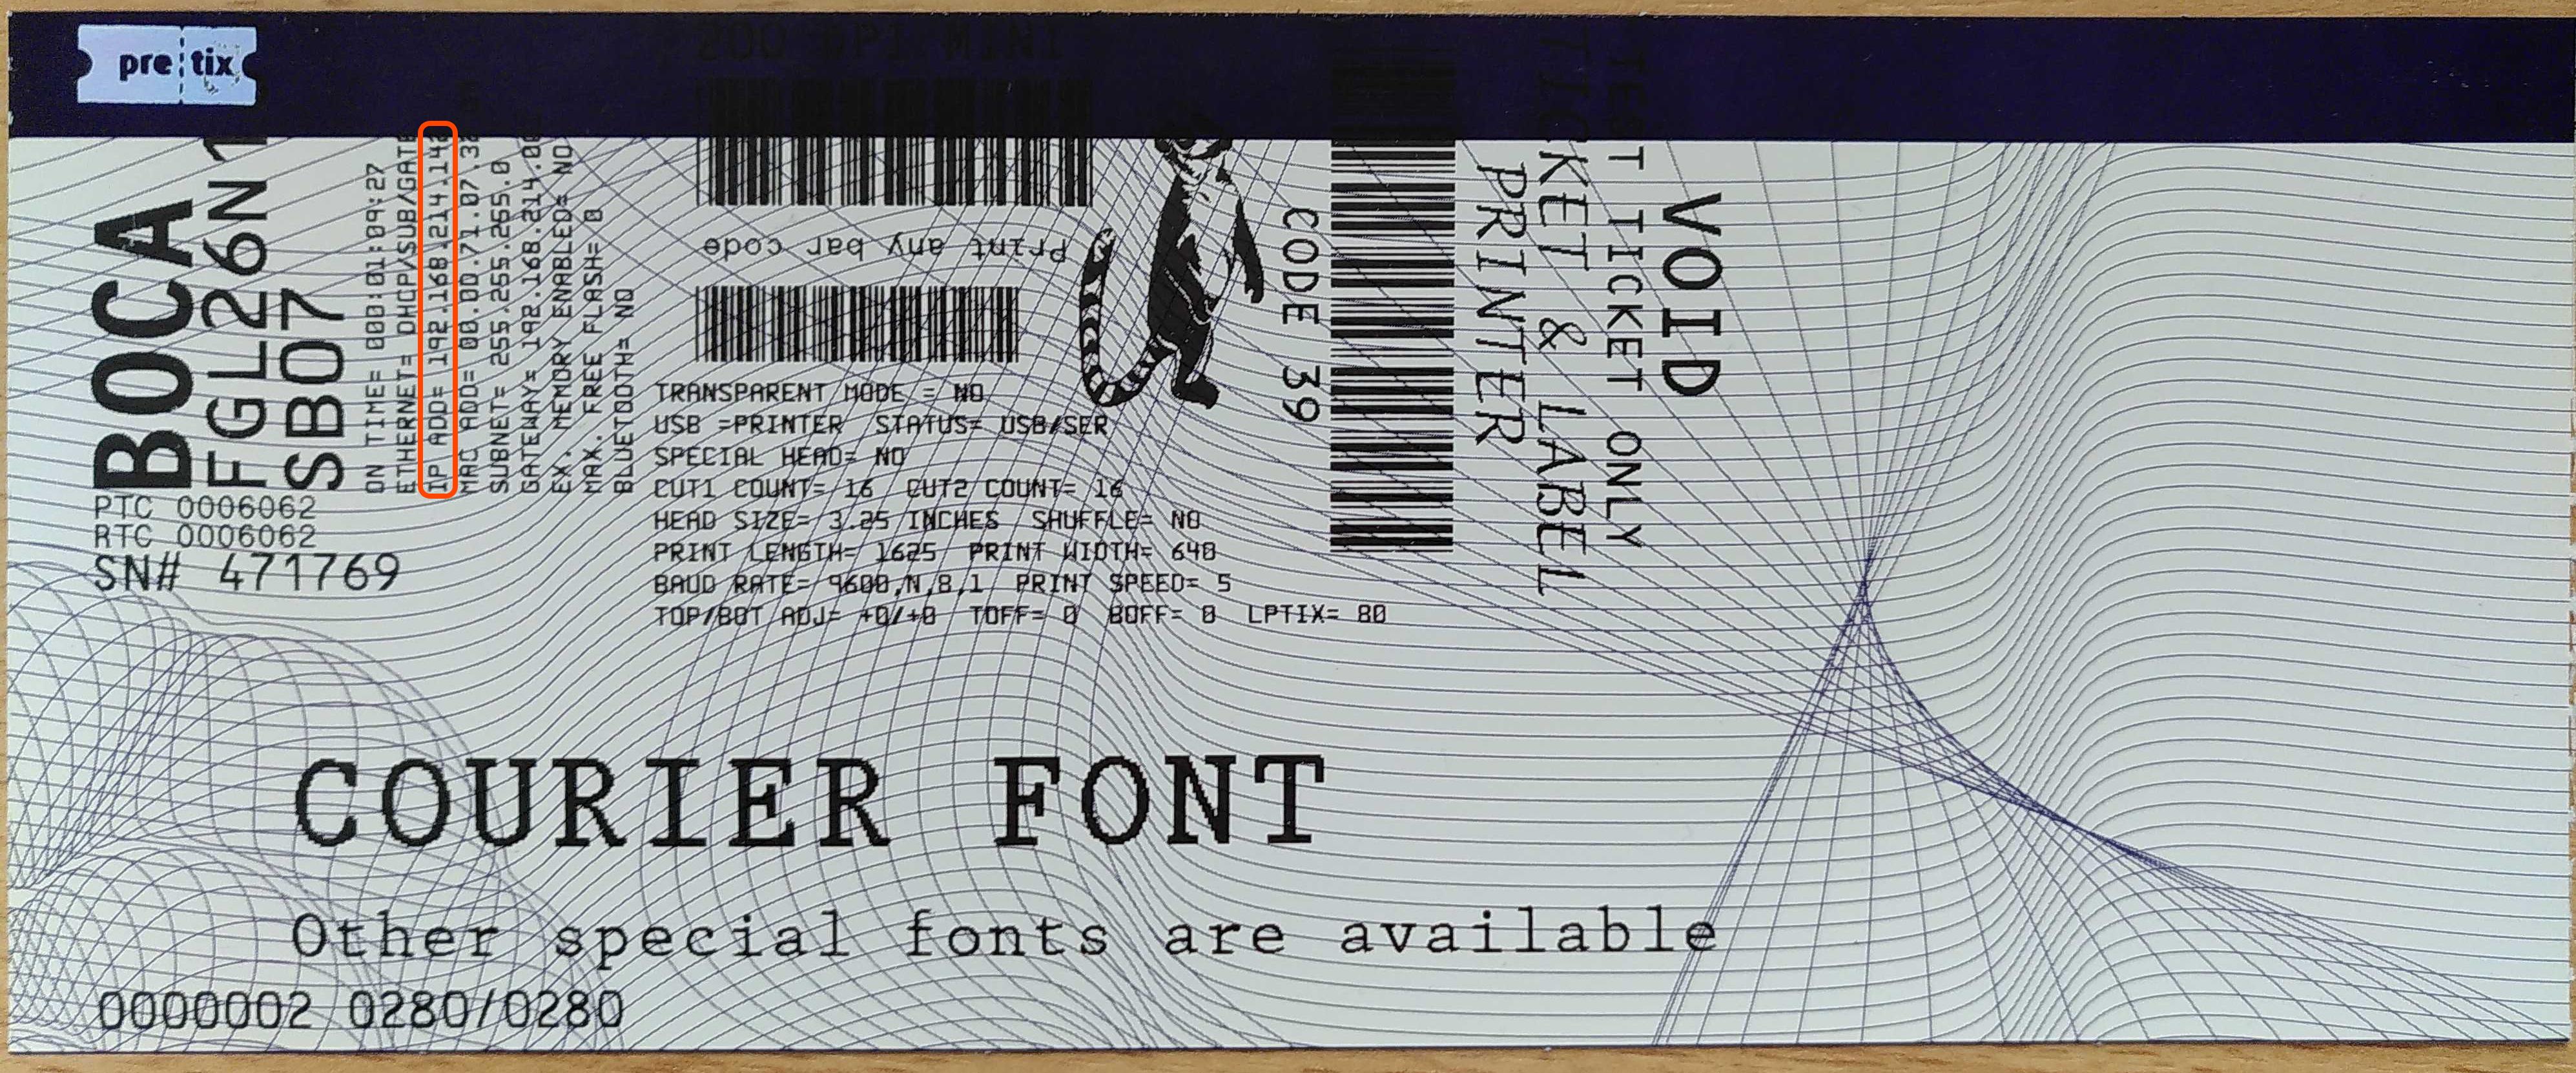 pre tix
200 DPI MINI
BOCA
FGL26N1
SB07
ON TIME= 000:01:09:27
ETHERNET= DHCP/SUB/GATE
IP ADD= 192.168.214.14
MAC ADD= 00.0D.71.07.32
SUBNET= 255.255.255.0
GATEWAY= 192.168.214.0
EX. MEMORY ENABLED= NO
MAX. FREE FLASH= 0
BLUETOOTH= NO
PTC 0006062
RTC 0006062
SN# 471769
Print any bar code
TRANSPARENT MODE = NO
USB =PRINTER STATUS= USB/SER
SPECIAL HEAD= NO
CUT1 COUNT= 16 CUT2 COUNT= 16
HEAD SIZE= 3.25 INCHES SHUFFLE= NO
PRINT LENGTH= 1625 PRINT WIDTH= 640
BAUD RATE= 9600,N,8,1 PRINT SPEED= 5
TOP/BOT ADJ= +0/+0 TOFF= 0 BOFF= 0 LPTIX= 80
CODE 39
TICKET & LABEL
PRINTER
TEST TICKET ONLY
VOID
COURIER FONT
Other special fonts are available
0000002 0280/0280